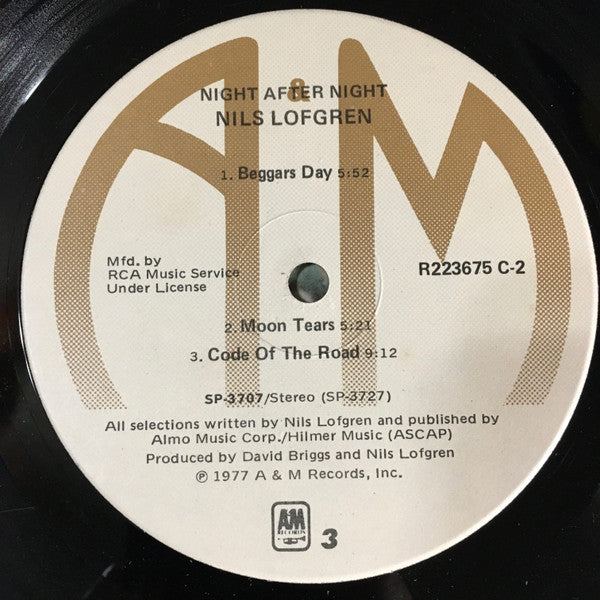 A&M
NIGHT AFTER NIGHT
NILS LOFGREN
1. Beggars Day 5:52
Mfd. by
RCA Music Service
Under License
R223675 C-2
2. Moon Tears 5:21
3. Code Of The Road 9:12
SP-3707/Stereo (SP-3727)
All selections written by Nils Lofgren and published by
Almo Music Corp./Hilmer Music (ASCAP)
Produced by David Briggs and Nils Lofgren
℗ 1977 A & M Records, Inc.
AM
RECORDS
3